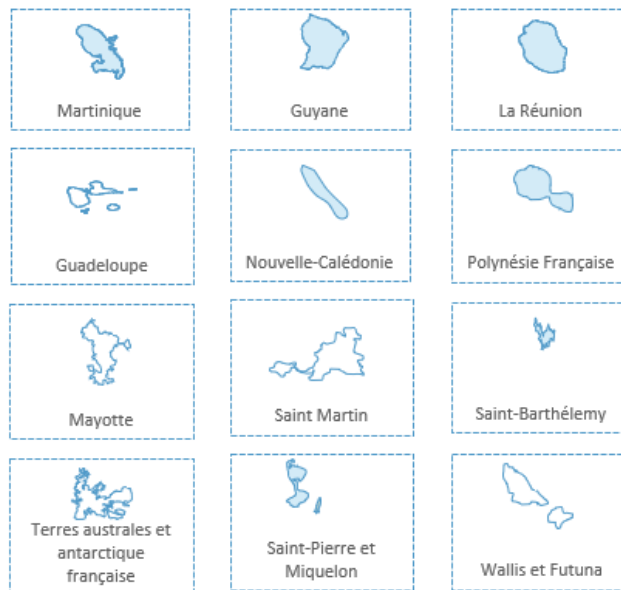 Martinique
Guyane
La Réunion
Guadeloupe
Nouvelle-Calédonie
Polynésie Française
Mayotte
Saint Martin
Saint-Barthélemy
Terres australes et
antarctique
française
Saint-Pierre et
Miquelon
Wallis et Futuna